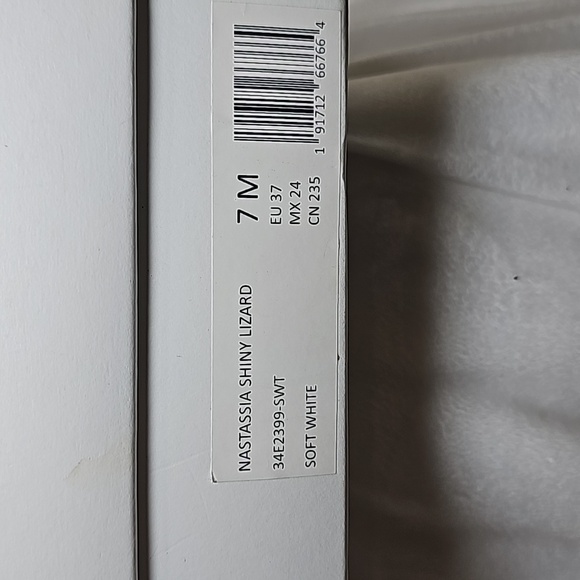 NASTASSIA SHINY LIZARD
34E2399-SWT
SOFT WHITE
7 M
EU 37
MX 24
CN 235
1 91712 66766 4